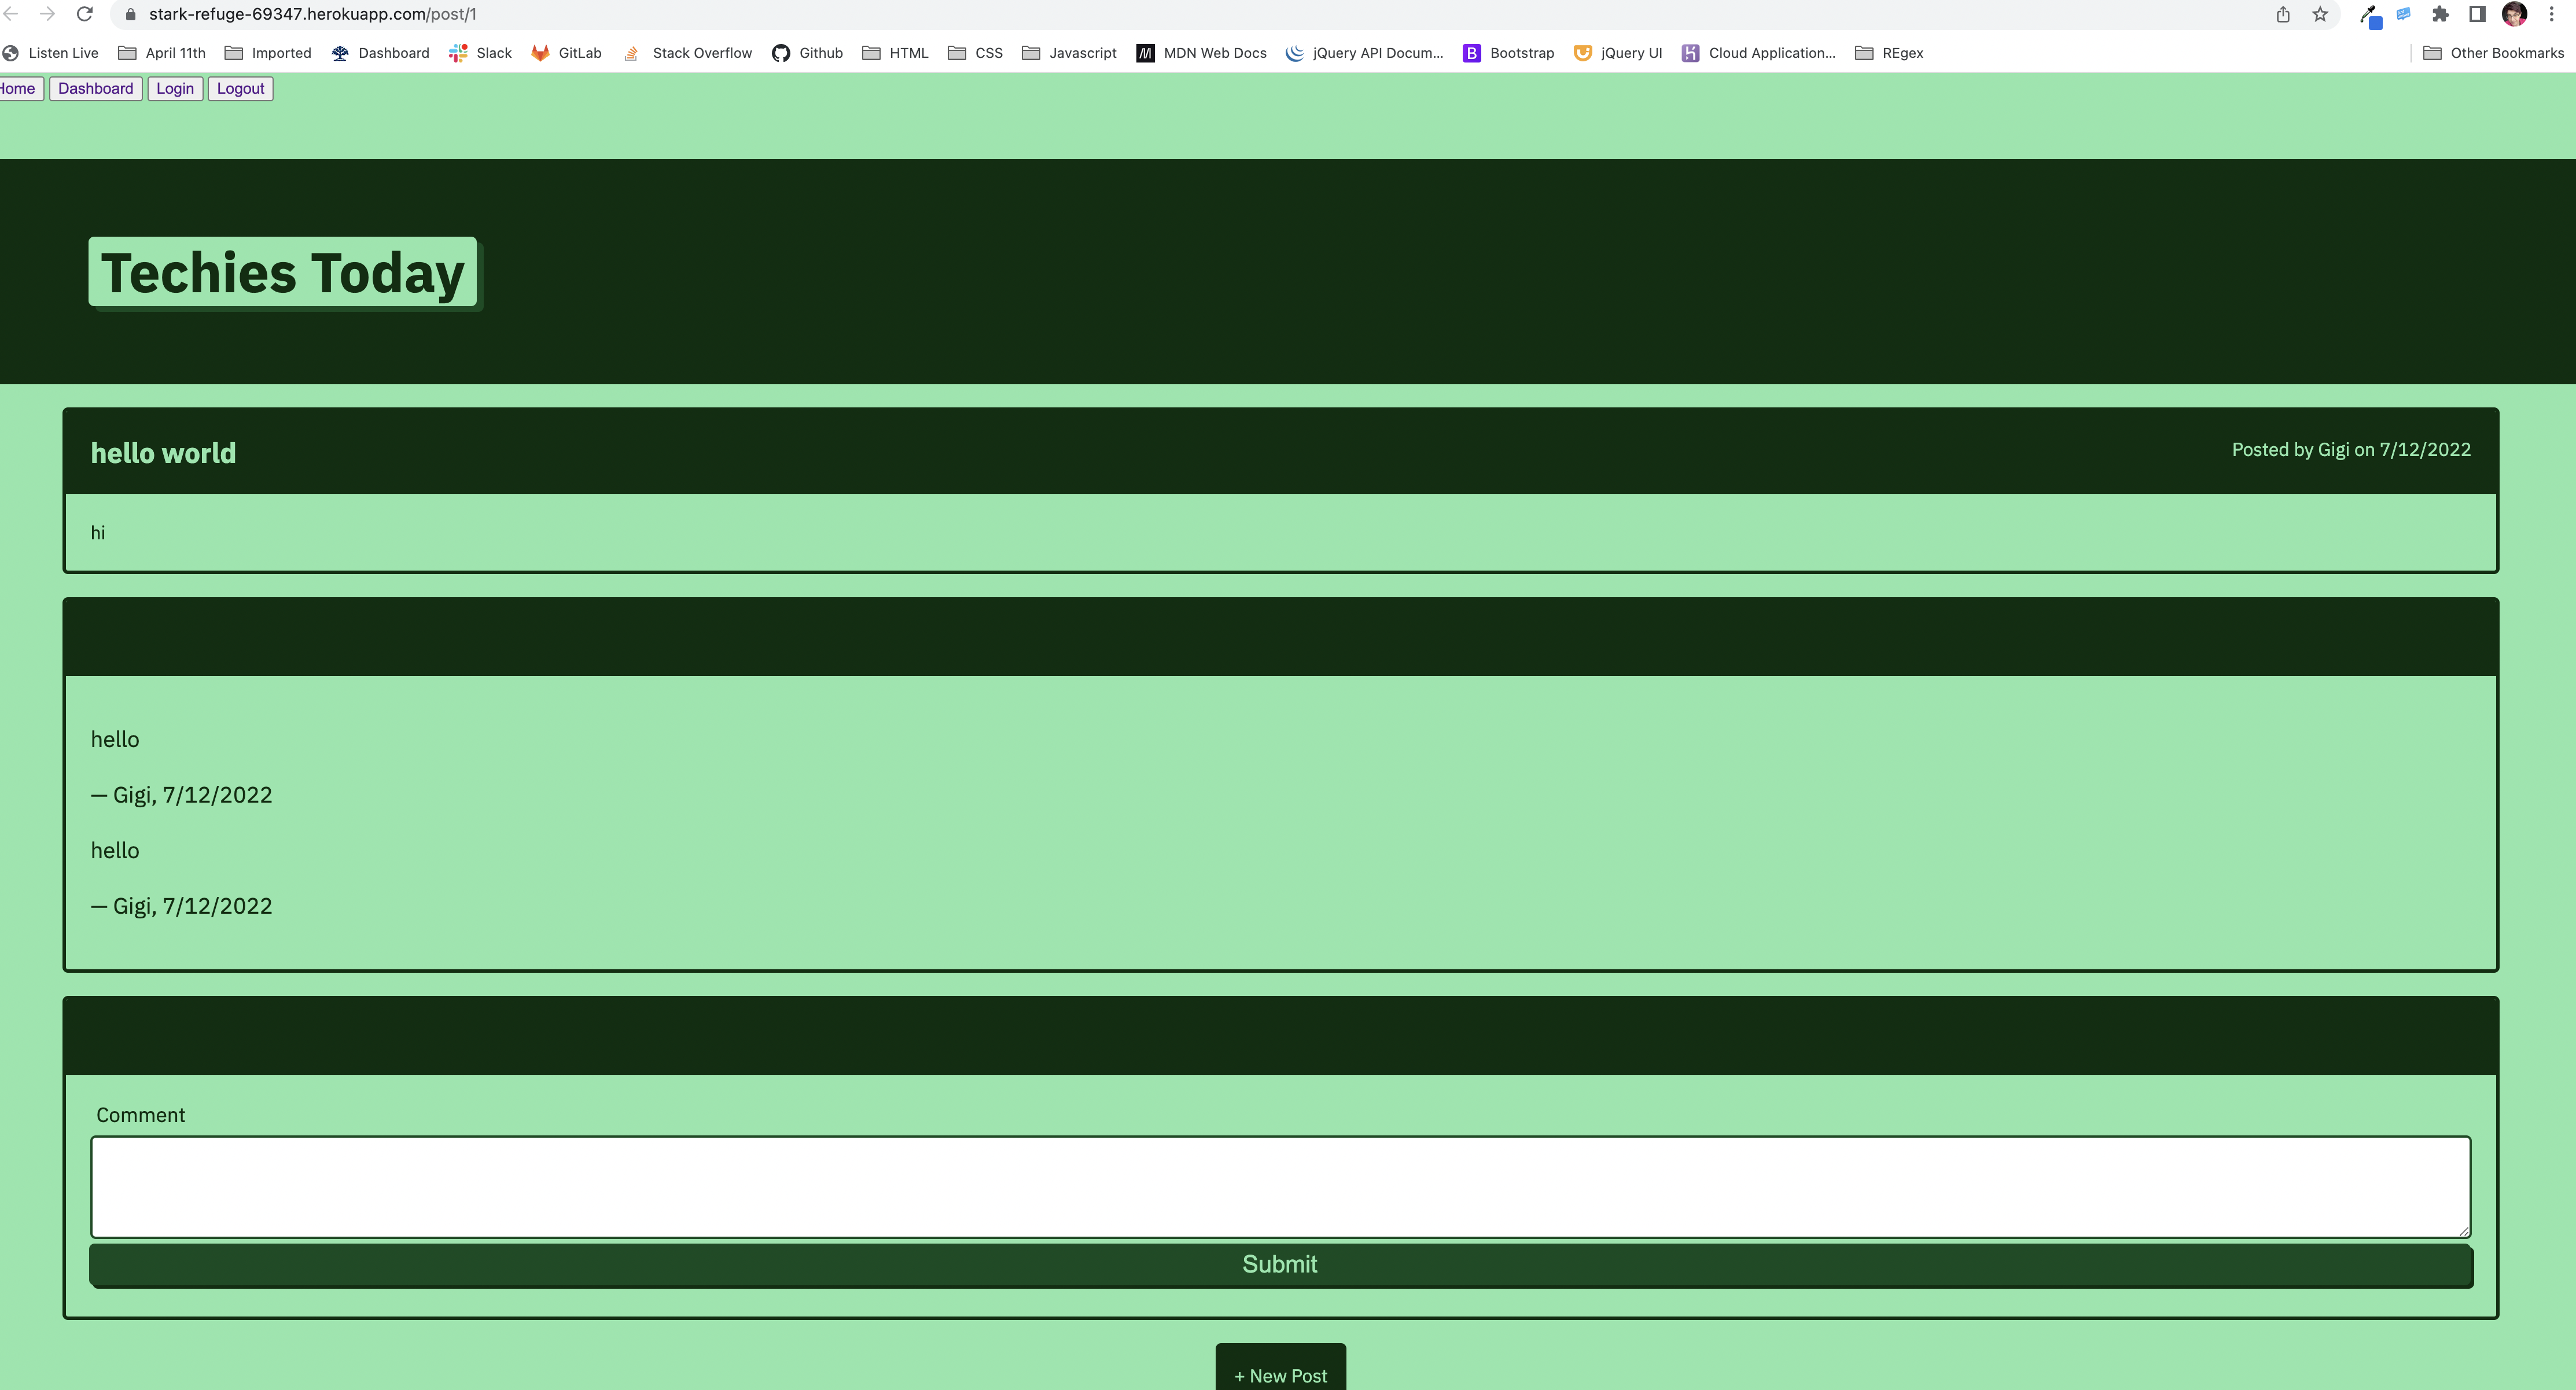 stark-refuge-69347.herokuapp.com/post/1
Listen Live April 11th Imported Dashboard Slack GitLab Stack Overflow Github HTML CSS Javascript MDN Web Docs jQuery API Docum... Bootstrap jQuery UI Cloud Application... REgex Other Bookmarks
Home Dashboard Login Logout
Techies Today
hello world Posted by Gigi on 7/12/2022
hi
hello
— Gigi, 7/12/2022
hello
— Gigi, 7/12/2022
Comment
Submit
+ New Post